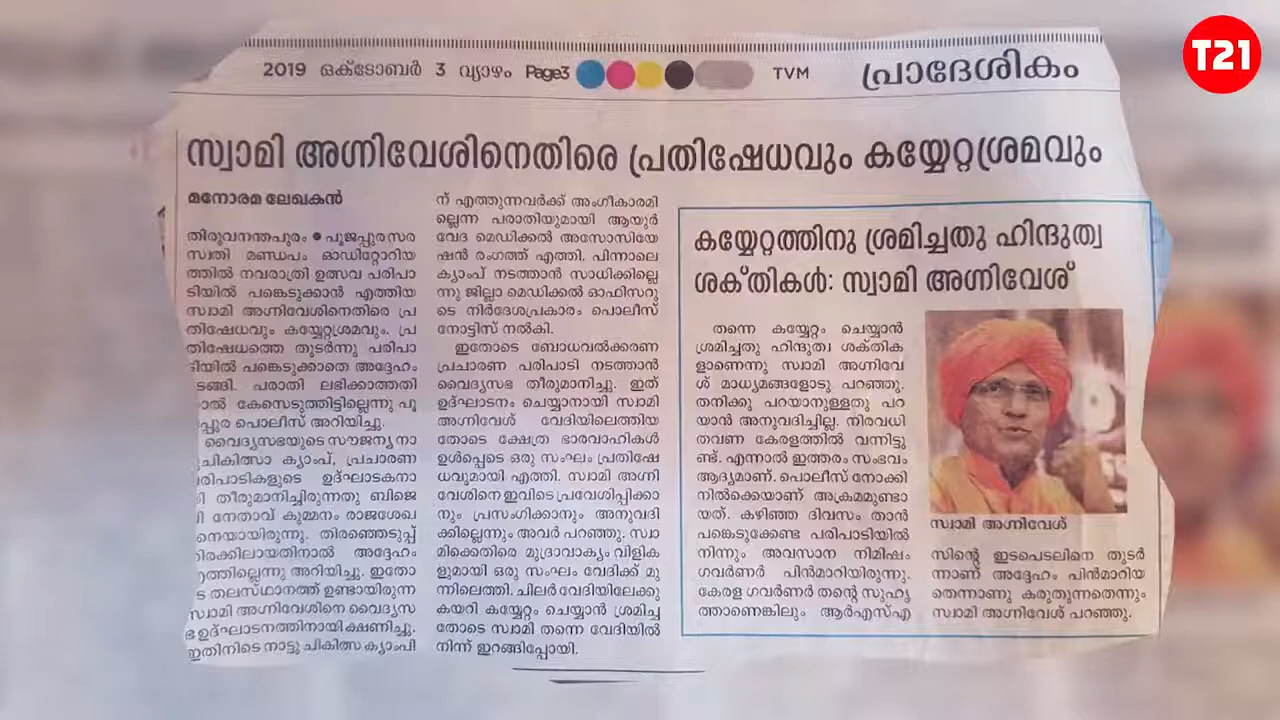 T21
2019 ഒക്ടോബർ 3 വ്യാഴം Page3 TVM പ്രാദേശികം
സ്വാമി അഗ്നിവേശിനെതിരെ പ്രതിഷേധവും കയ്യേറ്റശ്രമവും
മനോരമ ലേഖകൻ
തിരുവനന്തപുരം ● പൂജപ്പുര സര
സ്വതി മണ്ഡപം ഓഡിറ്റോറിയ
ത്തിൽ നവരാത്രി ഉത്സവ പരിപാ
ടിയിൽ പങ്കെടുക്കാൻ എത്തിയ
സ്വാമി അഗ്നിവേശിനെതിരെ പ്ര
തിഷേധവും കയ്യേറ്റശ്രമവും. പ്ര
തിഷേധത്തെ തുടർന്നു പരിപാ
ടിയിൽ പങ്കെടുക്കാതെ അദ്ദേഹം
ടങ്ങി. പരാതി ലഭിക്കാത്തതി
നാൽ കേസെടുത്തിട്ടില്ലെന്നു പൂ
പ്പുര പൊലീസ് അറിയിച്ചു.
വൈദ്യസഭയുടെ സൗജന്യ നാ
ചികിത്സാ ക്യാംപ്, പ്രചാരണ
രിപാടികളുടെ ഉദ്ഘാടകനാ
ി തീരുമാനിച്ചിരുന്നതു ബിജെ
ി നേതാവ് കുമ്മനം രാജശേഖ
നെയായിരുന്നു. തിരഞ്ഞെടുപ്പ്
തിരക്കിലായതിനാൽ അദ്ദേഹം
എത്തില്ലെന്നു അറിയിച്ചു. ഇതോ
ടെ തലസ്ഥാനത്ത് ഉണ്ടായിരുന്ന
സ്വാമി അഗ്നിവേശിനെ വൈദ്യസ
ഭ ഉദ്ഘാടനത്തിനായി ക്ഷണിച്ചു.
ഇതിനിടെ നാട്ടു ചികിത്സ ക്യാംപി
ന് എത്തുന്നവർക്ക് അംഗീകാരമി
ല്ലെന്ന പരാതിയുമായി ആയുർ
വേദ മെഡിക്കൽ അസോസിയേ
ഷൻ രംഗത്ത് എത്തി. പിന്നാലെ
ക്യാംപ് നടത്താൻ സാധിക്കില്ലെ
ന്നു ജില്ലാ മെഡിക്കൽ ഓഫിസറു
ടെ നിർദേശപ്രകാരം പൊലീസ്
നോട്ടിസ് നൽകി.
ഇതോടെ ബോധവൽക്കരണ
പ്രചാരണ പരിപാടി നടത്താൻ
വൈദ്യസഭ തീരുമാനിച്ചു. ഇത്
ഉദ്ഘാടനം ചെയ്യാനായി സ്വാമി
അഗ്നിവേശ് വേദിയിലെത്തിയ
തോടെ ക്ഷേത്ര ഭാരവാഹികൾ
ഉൾപ്പെടെ ഒരു സംഘം പ്രതിഷേ
ധവുമായി എത്തി. സ്വാമി അഗ്നി
വേശിനെ ഇവിടെ പ്രവേശിപ്പിക്കാ
നും പ്രസംഗിക്കാനും അനുവദി
ക്കില്ലെന്നും അവർ പറഞ്ഞു. സ്വാ
മിക്കെതിരെ മുദ്രാവാക്യം വിളിക
ളുമായി ഒരു സംഘം വേദിക്ക് മു
ന്നിലെത്തി. ചിലർ വേദിയിലേക്കു
കയറി കയ്യേറ്റം ചെയ്യാൻ ശ്രമിച്ച
തോടെ സ്വാമി തന്നെ വേദിയിൽ
നിന്ന് ഇറങ്ങിപ്പോയി.
കയ്യേറ്റത്തിനു ശ്രമിച്ചതു ഹിന്ദുത്വ
ശക്തികൾ: സ്വാമി അഗ്നിവേശ്
തന്നെ കയ്യേറ്റം ചെയ്യാൻ
ശ്രമിച്ചതു ഹിന്ദുത്വ ശക്തിക
ളാണെന്നു സ്വാമി അഗ്നിവേ
ശ് മാധ്യമങ്ങളോടു പറഞ്ഞു.
തനിക്കു പറയാനുള്ളതു പറ
യാൻ അനുവദിച്ചില്ല. നിരവധി
തവണ കേരളത്തിൽ വന്നിട്ടു
ണ്ട്. എന്നാൽ ഇത്തരം സംഭവം
ആദ്യമാണ്. പൊലീസ് നോക്കി
നിൽക്കെയാണ് അക്രമമുണ്ടാ
യത്. കഴിഞ്ഞ ദിവസം താൻ
പങ്കെടുക്കേണ്ട പരിപാടിയിൽ
നിന്നും അവസാന നിമിഷം
ഗവർണർ പിൻമാറിയിരുന്നു.
കേരള ഗവർണർ തന്റെ സുഹൃ
ത്താണെങ്കിലും ആർഎസ്എ
സ്വാമി അഗ്നിവേശ്
സിന്റെ ഇടപെടലിനെ തുടർ
ന്നാണ് അദ്ദേഹം പിൻമാറിയ
തെന്നാണു കരുതുന്നതെന്നും
സ്വാമി അഗ്നിവേശ് പറഞ്ഞു.